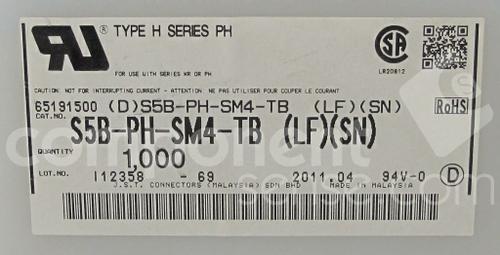 TYPE H SERIES PH
FOR USE WITH SERIES HR OR PH
LR20812
CAUTION: NOT FOR INTERRUPTING CURRENT - ATTENTION: NE PAS UTILISER POUR COUPER LE COURANT
65191500 (D)S5B-PH-SM4-TB (LF)(SN) RoHS
CAT.NO.
S5B-PH-SM4-TB (LF)(SN)
QUANTITY
1,000
LOT.NO. I12358 - 69 2011.04 94V-0 D
J.S.T. CONNECTORS (MALAYSIA) SDN BHD MADE IN MALAYSIA
component sense